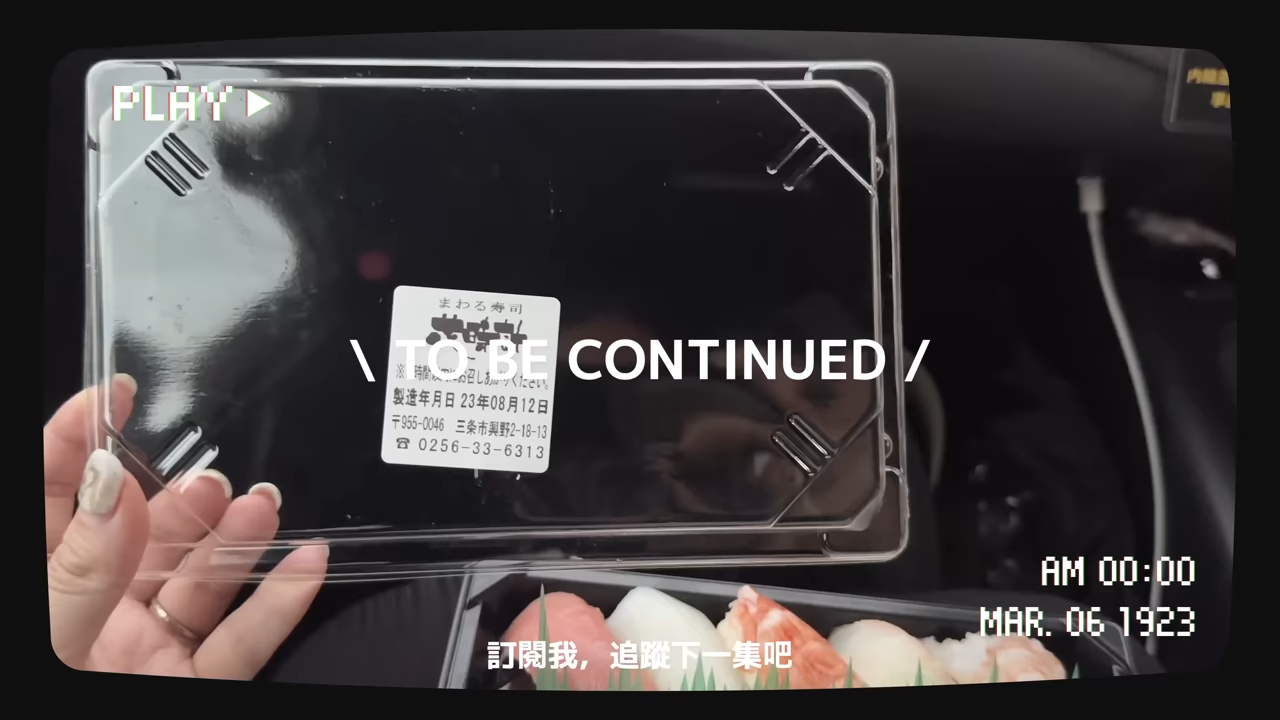 PLAY
まわる寿司
\ TO BE CONTINUED /
製造年月日 23年08月12日
〒955-0046 三条市興野2-18-13
☎ 0256-33-6313
AM 00:00
MAR. 06 1923
訂閱我，追蹤下一集吧